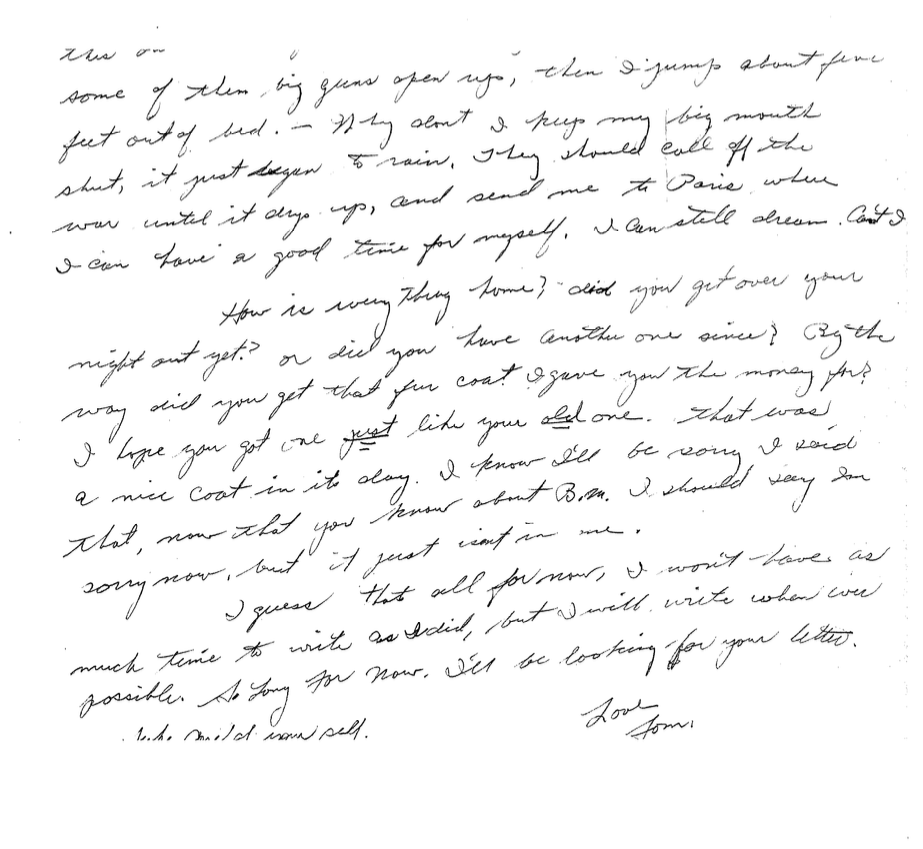 some of them big guns open up, then I jump about five
feet out of bed. — Why dont I keep my big mouth
shut, it just began to rain. They should call off the
war until it drys up, and send me to Paris where
I can have a good time for myself. I can still dream. Cant I
How is every thing home? did you get over your
night out yet? or did you have another one since? By the
way did you get that fur coat I gave you the money for?
I hope you got one just like your old one. That was
a nice coat in its day. I know I'll be sorry I said
that, now that you know about B.M. I should say Im
sorry now, but it just isnt in me.
I guess that all for now, I won't have as
much time to write as I did, but I will write when ever
possible. So Long For Now. I'll be looking for your letter.
Love
Tom.
self.